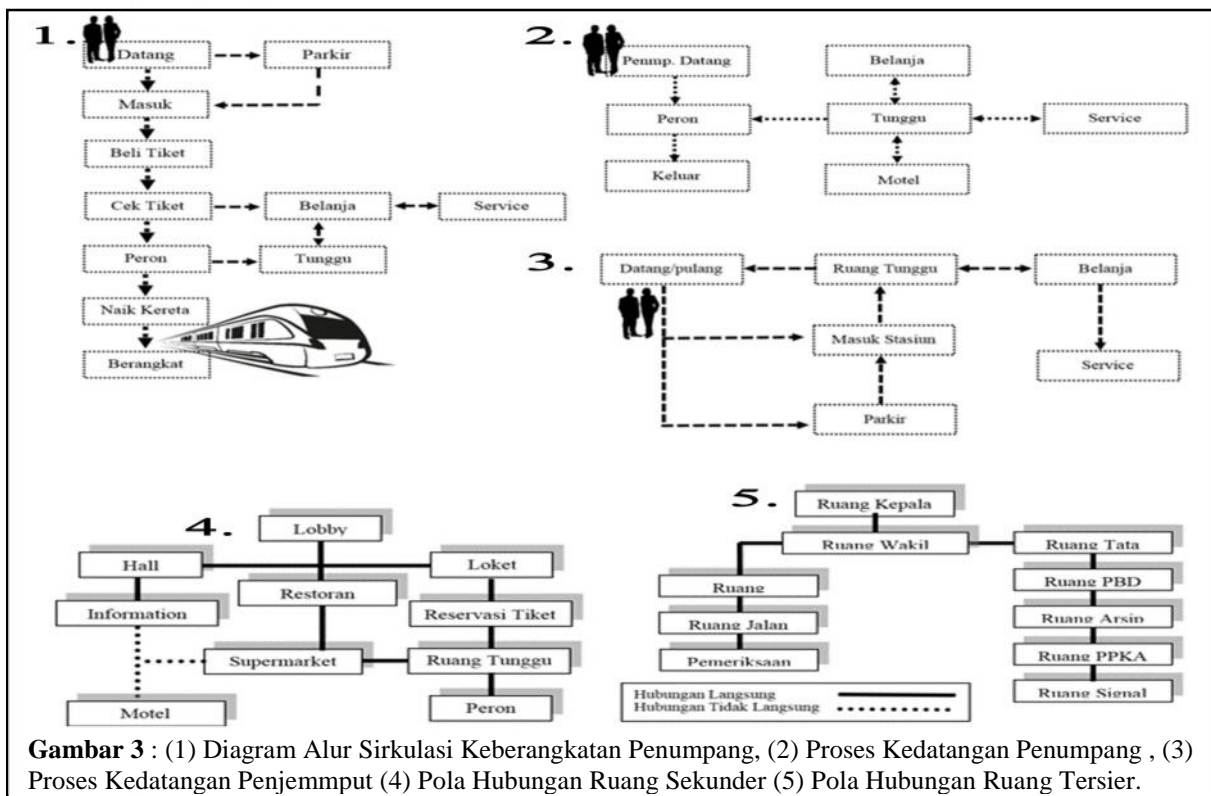 1.
Datang
Parkir
Masuk
Beli Tiket
Cek Tiket
Belanja
Service
Peron
Tunggu
Naik Kereta
Berangkat
2.
Penmp. Datang
Belanja
Peron
Tunggu
Service
Keluar
Motel
3.
Datang/pulang
Ruang Tunggu
Belanja
Masuk Stasiun
Service
Parkir
4.
Lobby
Hall
Loket
Restoran
Information
Reservasi Tiket
Supermarket
Ruang Tunggu
Motel
Peron
5.
Ruang Kepala
Ruang Wakil
Ruang Tata
Ruang
Ruang PBD
Ruang Jalan
Ruang Arsip
Pemeriksaan
Ruang PPKA
Ruang Signal
Hubungan Langsung
Hubungan Tidak Langsung
Gambar 3 : (1) Diagram Alur Sirkulasi Keberangkatan Penumpang, (2) Proses Kedatangan Penumpang , (3)
Proses Kedatangan Penjemmput (4) Pola Hubungan Ruang Sekunder (5) Pola Hubungan Ruang Tersier.